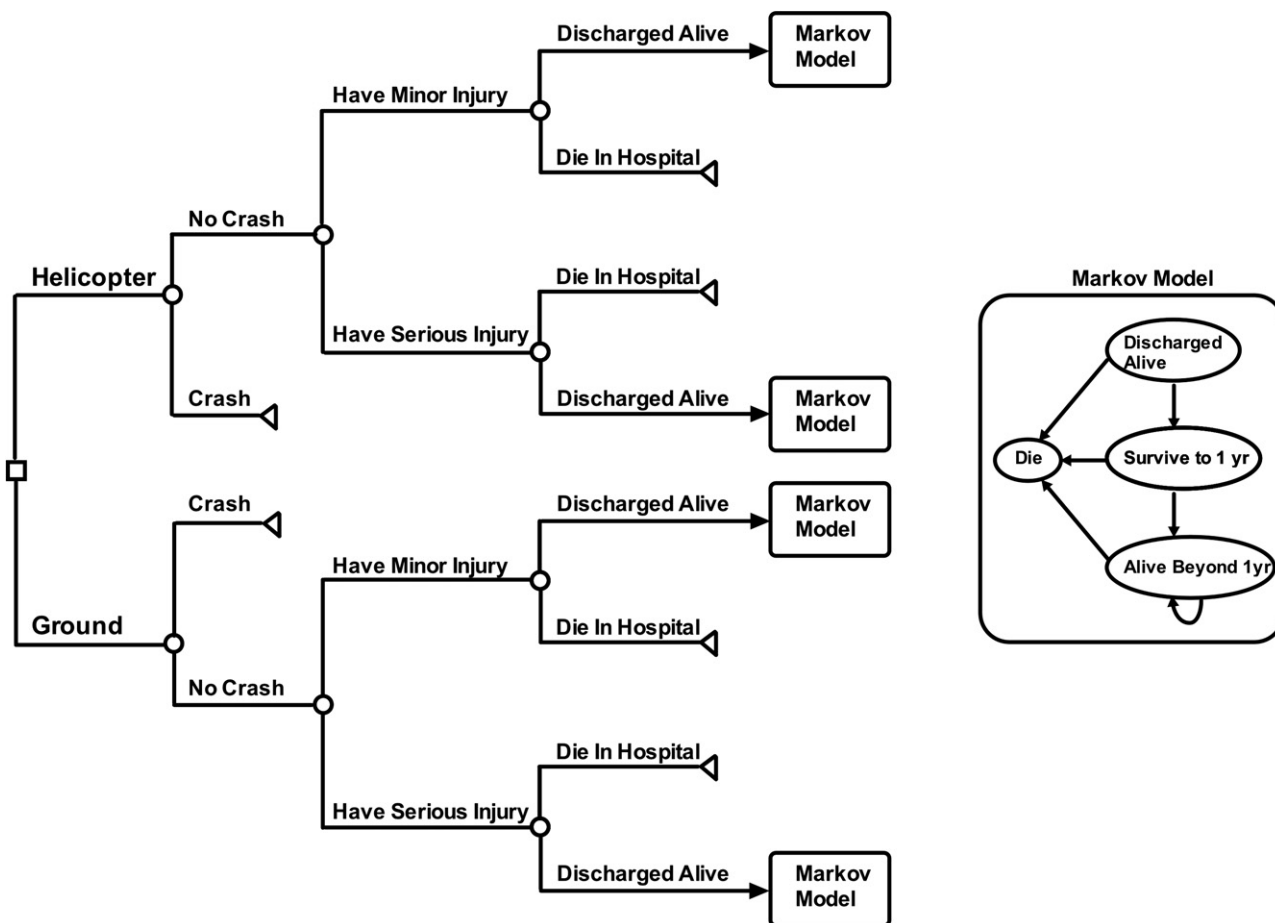 Discharged Alive
Markov
Model
Have Minor Injury
Die In Hospital
No Crash
Helicopter
Die In Hospital
Have Serious Injury
Crash
Discharged Alive
Markov
Model
Crash
Discharged Alive
Markov
Model
Have Minor Injury
Ground
Die In Hospital
No Crash
Die In Hospital
Have Serious Injury
Discharged Alive
Markov
Model
Markov Model
Discharged
Alive
Die
Survive to 1 yr
Alive Beyond 1yr